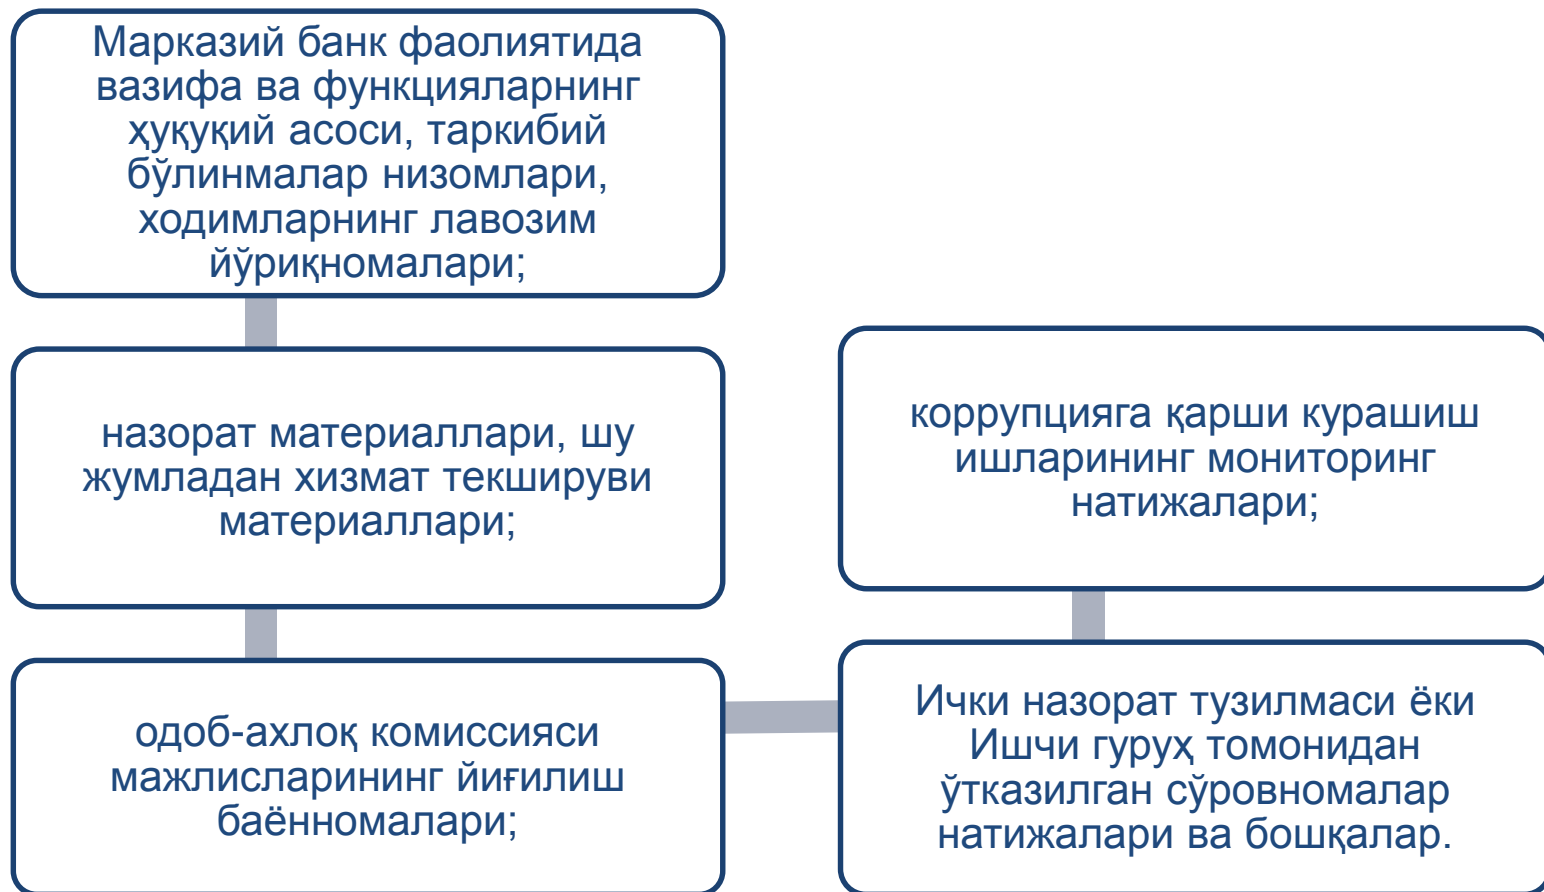 Марказий банк фаолиятида
вазифа ва функцияларнинг
ҳуқуқий асоси, таркибий
бўлинмалар низомлари,
ходимларнинг лавозим
йўриқномалари;
назорат материаллари, шу
жумладан хизмат текшируви
материаллари;
одоб-ахлоқ комиссияси
мажлисларининг йиғилиш
баённомалари;
коррупцияга қарши курашиш
ишларининг мониторинг
натижалари;
Ички назорат тузилмаси ёки
Ишчи гуруҳ томонидан
ўтказилган сўровномалар
натижалари ва бошқалар.